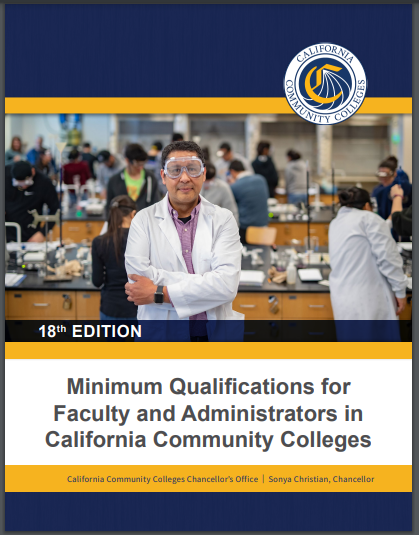 CALIFORNIA
COMMUNITY COLLEGES
C
18th EDITION
Minimum Qualifications for
Faculty and Administrators in
California Community Colleges
California Community Colleges Chancellor's Office | Sonya Christian, Chancellor